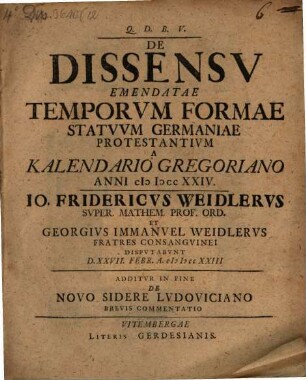 Q. D. B. V.
DE
DISSENSV
EMENDATAE
TEMPORVM FORMAE
STATVVM GERMANIAE
PROTESTANTIVM
A
KALENDARIO GREGORIANO
ANNI cIɔ Iɔcc XXIV.
IO. FRIDERICVS WEIDLERVS
SVPER. MATHEM. PROF. ORD.
ET
GEORGIVS IMMANVEL WEIDLERVS
FRATRES CONSANGVINEI
DISPVTABVNT
D. XXVII. FEBR. A. cIɔ Iɔcc XXIII
ADDITVR IN FINE
DE
NOVO SIDERE LVDOVICIANO
BREVIS COMMENTATIO
VITEMBERGAE
LITERIS GERDESIANIS.